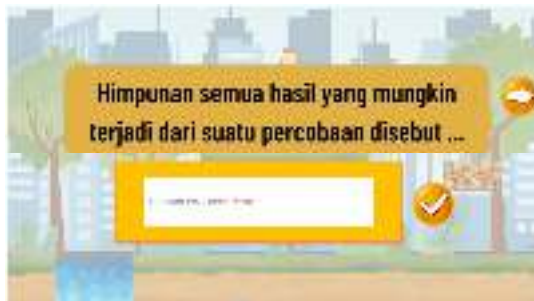 Himpunan semua hasil yang mungkin
terjadi dari suatu percobaan disebut ...